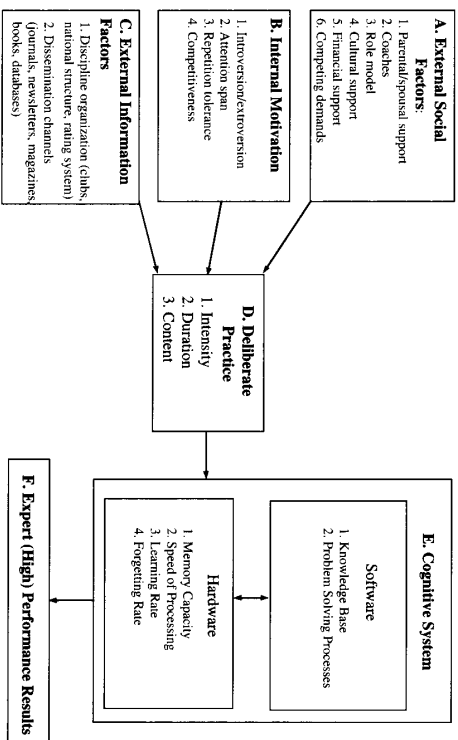 A. External Social
Factors:
1. Parental/spousal support
2. Coaches
3. Role model
4. Cultural support
5. Financial support
6. Competing demands
B. Internal Motivation
1. Introversion/extroversion
2. Attention span
3. Repetition tolerance
4. Competitiveness
C. External Information
Factors
1. Discipline organization (clubs,
national structure, rating system)
2. Dissemination channels
(journals, newsletters, magazines,
books, databases)
D. Deliberate
Practice
1. Intensity
2. Duration
3. Content
E. Cognitive System
Software
1. Knowledge Base
2. Problem Solving Processes
Hardware
1. Memory Capacity
2. Speed of Processing
3. Learning Rate
4. Forgetting Rate
F. Expert (High) Performance Results